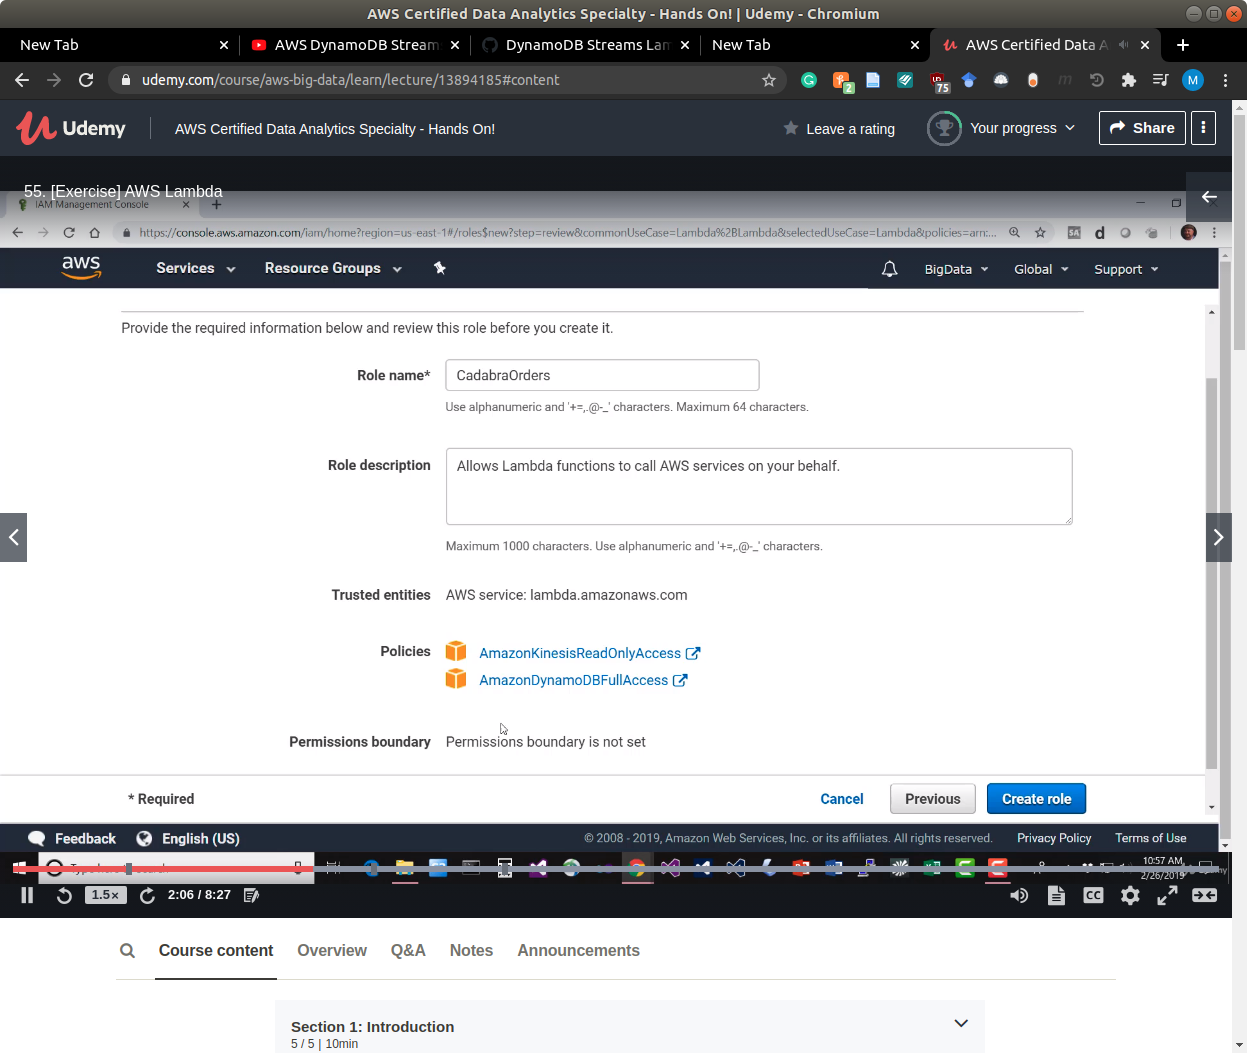 AWS Certified Data Analytics Specialty - Hands On! | Udemy - Chromium
New Tab
AWS DynamoDB Stream
DynamoDB Streams Lam
New Tab
AWS Certified Data A
udemy.com/course/aws-big-data/learn/lecture/13894185#content
2
75
M
Udemy
AWS Certified Data Analytics Specialty - Hands On!
Leave a rating
Your progress
Share
55. [Exercise] AWS Lambda
IAM Management Console
https://console.aws.amazon.com/iam/home?region=us-east-1#/roles$new?step=review&commonUseCase=Lambda%2BLambda&selectedUseCase=Lambda&policies=arn:...
SA
d
aws
Services
Resource Groups
BigData
Global
Support
Provide the required information below and review this role before you create it.
Role name*
CadabraOrders
Use alphanumeric and '+=,.@-_' characters. Maximum 64 characters.
Role description
Allows Lambda functions to call AWS services on your behalf.
Maximum 1000 characters. Use alphanumeric and '+=,.@-_' characters.
Trusted entities
AWS service: lambda.amazonaws.com
Policies
AmazonKinesisReadOnlyAccess
AmazonDynamoDBFullAccess
Permissions boundary
Permissions boundary is not set
* Required
Cancel
Previous
Create role
Feedback
English (US)
© 2008 - 2019, Amazon Web Services, Inc. or its affiliates. All rights reserved.
Privacy Policy
Terms of Use
10:57 AM
2/26/2019
1.5×
2:06 / 8:27
CC
Course content
Overview
Q&A
Notes
Announcements
Section 1: Introduction
5 / 5 | 10min